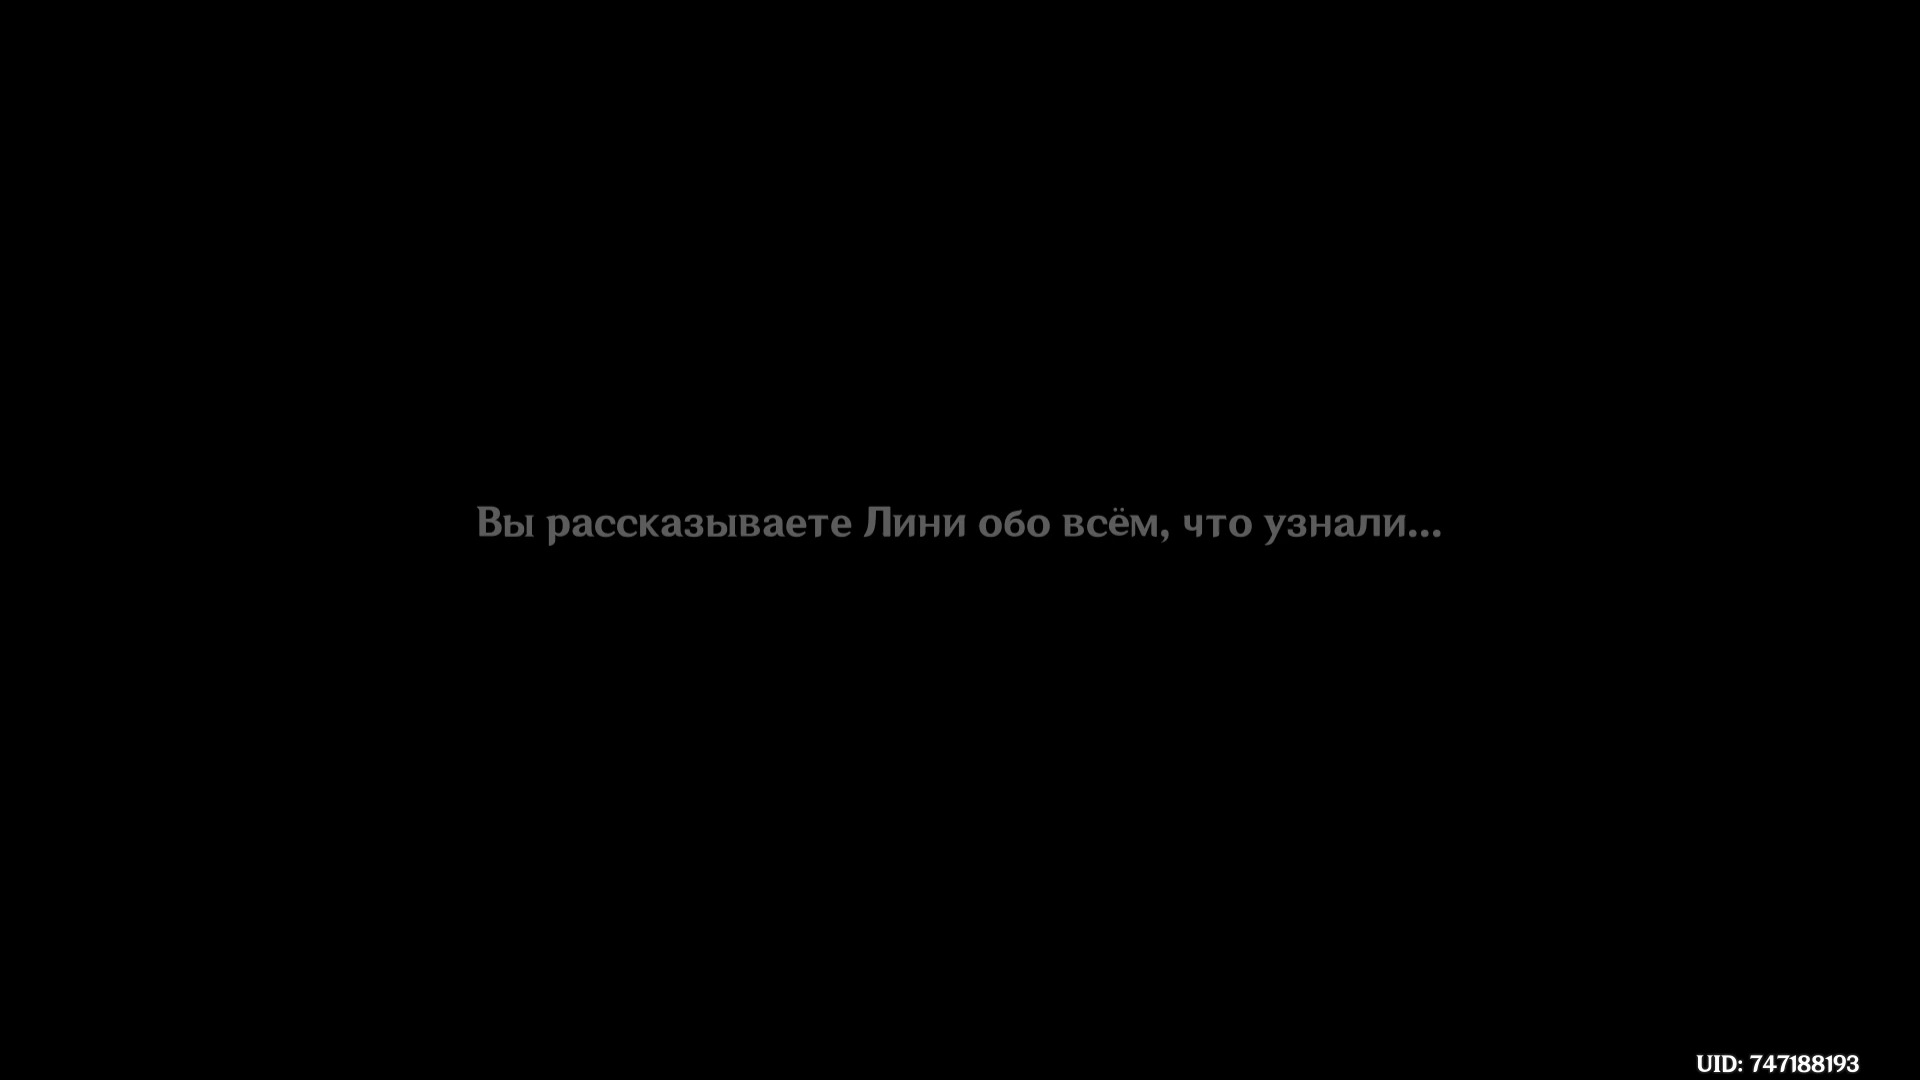 Вы рассказываете Лини обо всём, что узнали...
UID: 747188193